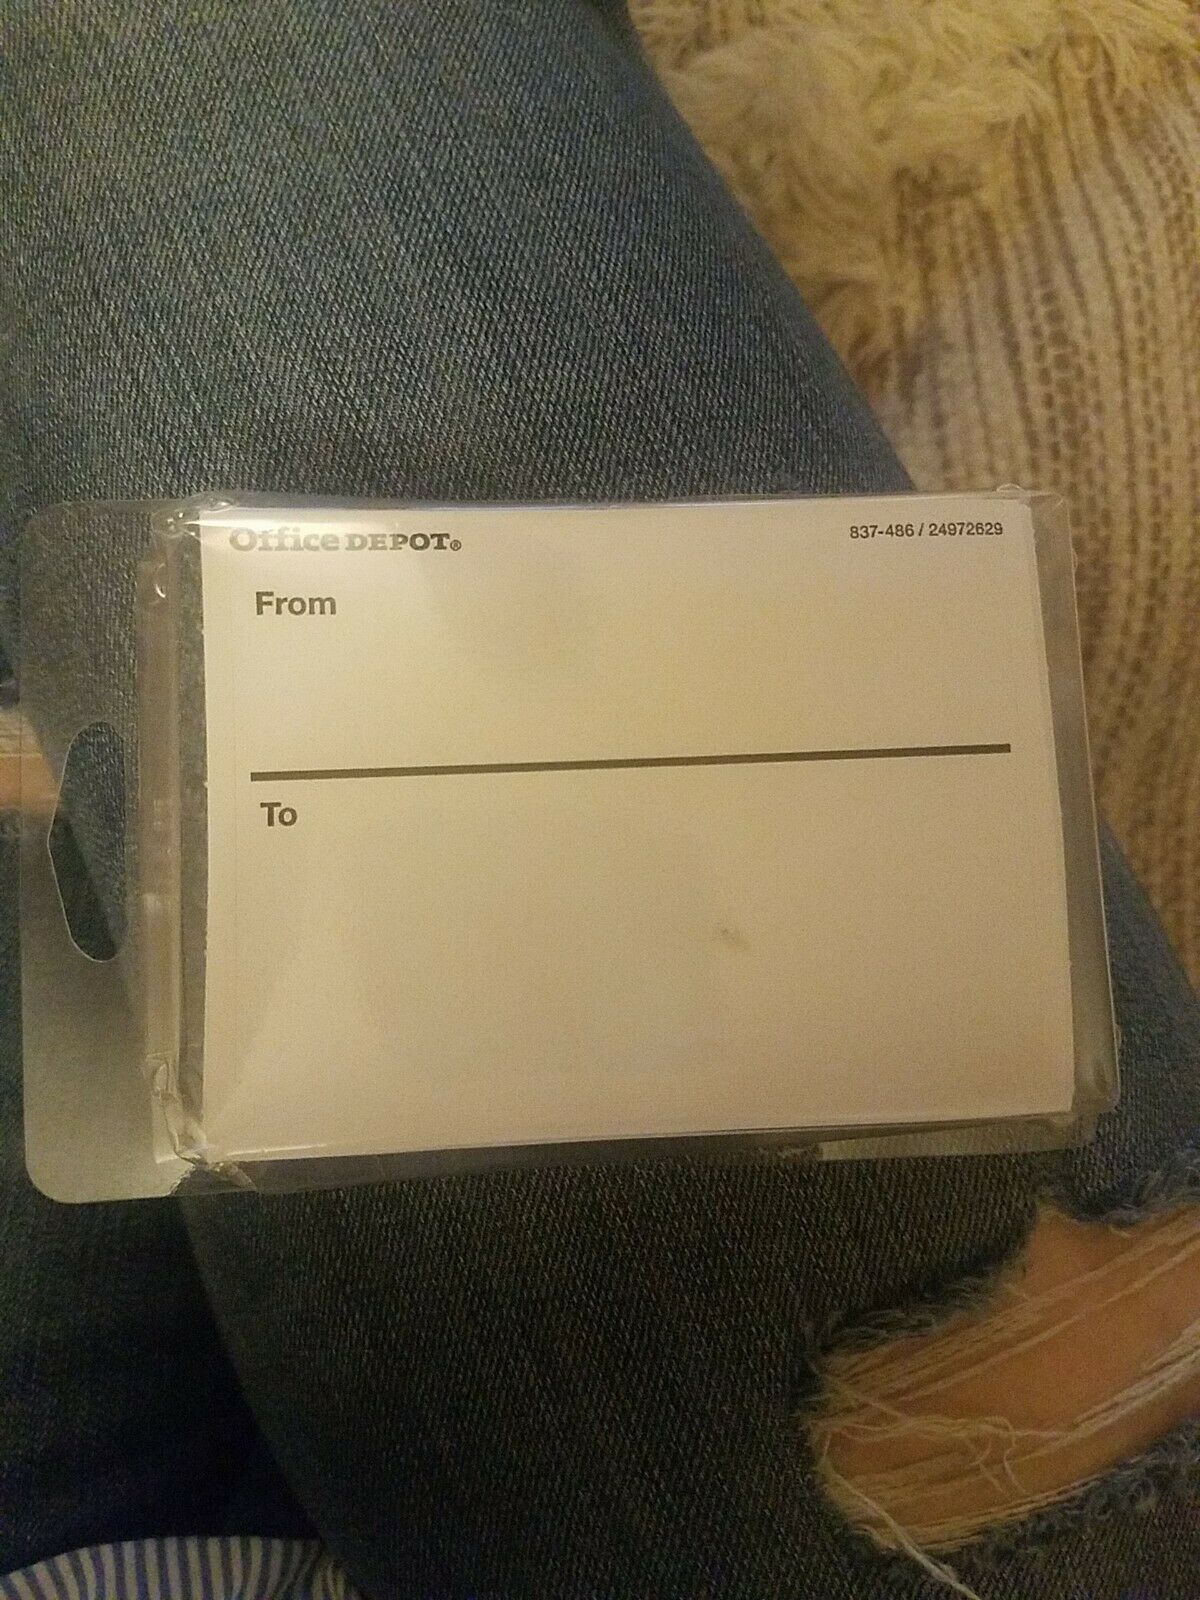 Office DEPOT®
837-486 / 24972629
From
To